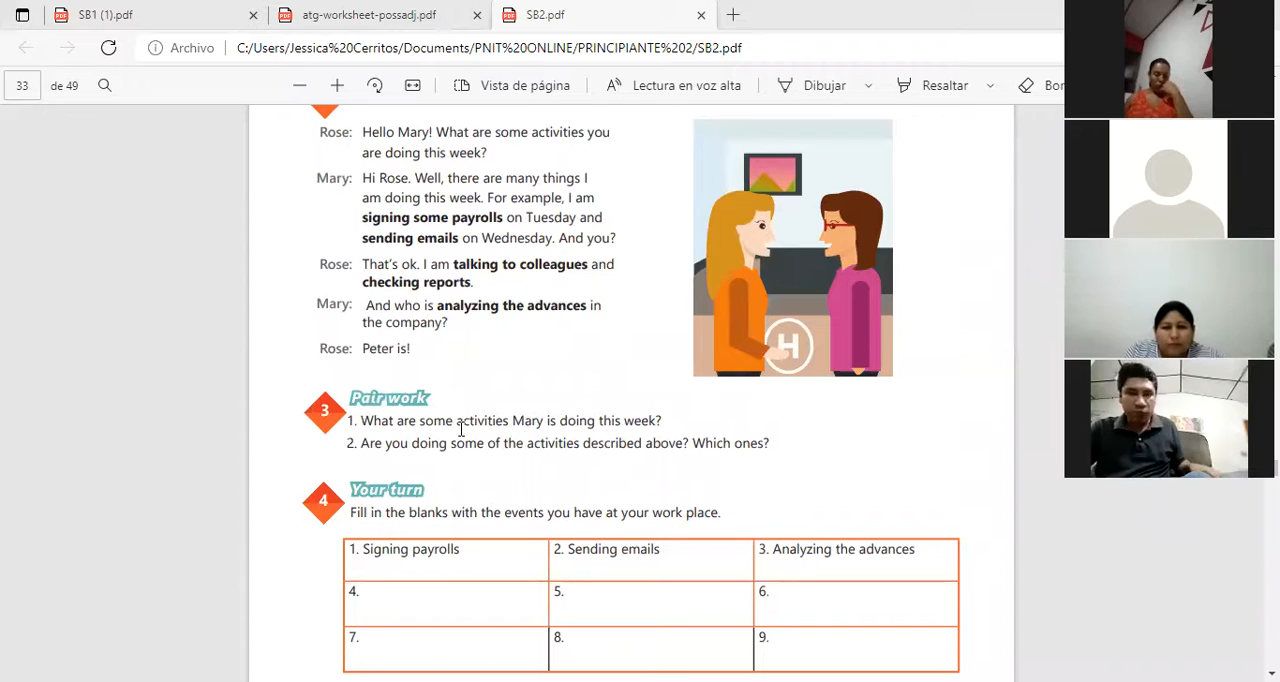 SB1 (1).pdf
atg-worksheet-possadj.pdf
SB2.pdf
Archivo
C:/Users/Jessica%20Cerritos/Documents/PNIT%20ONLINE/PRINCIPIANTE%202/SB2.pdf
33 de 49
Vista de página
Lectura en voz alta
Dibujar
Resaltar
Bor
Rose: Hello Mary! What are some activities you
are doing this week?
Mary: Hi Rose. Well, there are many things I
am doing this week. For example, I am
signing some payrolls on Tuesday and
sending emails on Wednesday. And you?
Rose: That's ok. I am talking to colleagues and
checking reports.
Mary: And who is analyzing the advances in
the company?
Rose: Peter is!
H
3 Pair work
1. What are some activities Mary is doing this week?
2. Are you doing some of the activities described above? Which ones?
4 Your turn
Fill in the blanks with the events you have at your work place.
1. Signing payrolls
2. Sending emails
3. Analyzing the advances
4.
5.
6.
7.
8.
9.